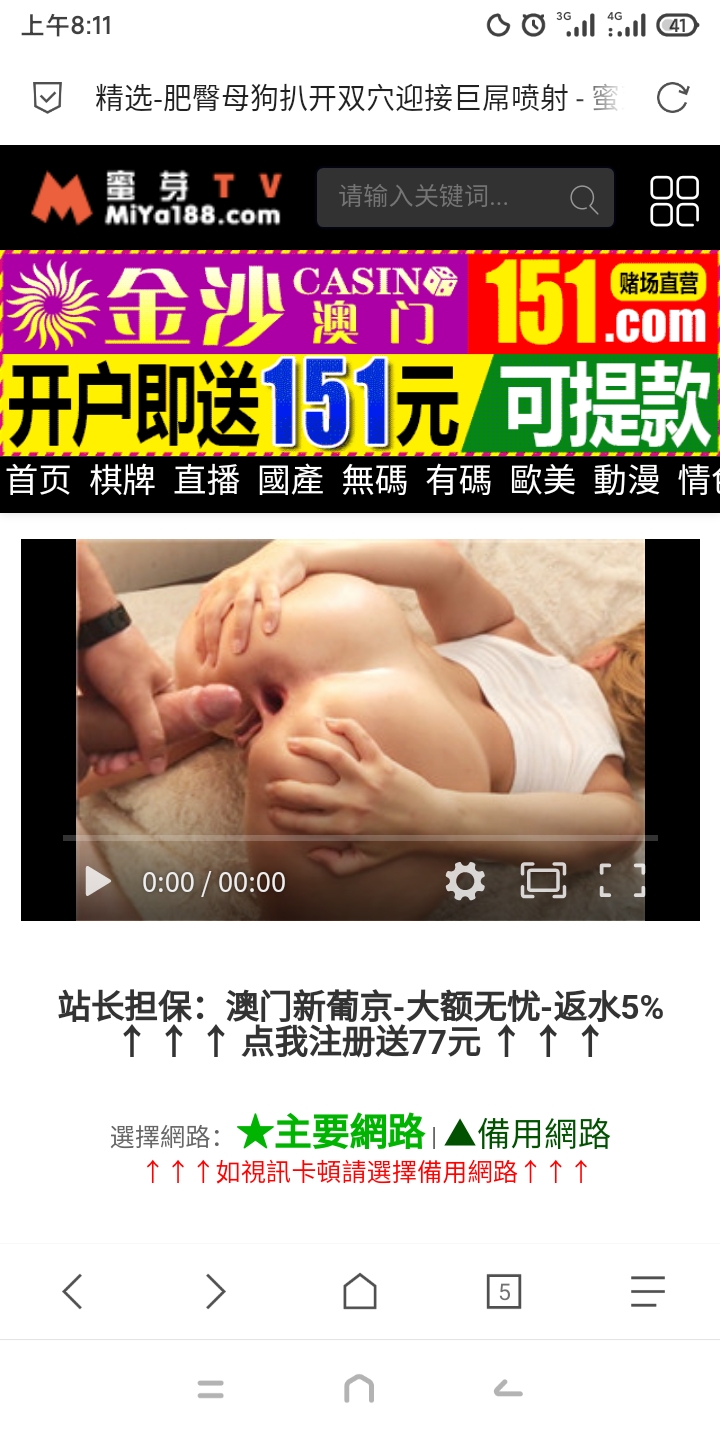 上午8:11
3G
4G
41
精选-肥臀母狗扒开双穴迎接巨屌喷射 - 蜜
蜜芽TV
MiYa188.com
请输入关键词...
金沙
CASINO
澳门
151.com
赌场直营
开户即送151元
可提款
首页 棋牌 直播 國產 無碼 有碼 歐美 動漫 情色
0:00 / 00:00
站长担保：澳门新葡京-大额无忧-返水5%
↑ ↑ ↑ 点我注册送77元 ↑ ↑ ↑
選擇網路：★主要網路 | ▲備用網路
↑↑↑如視訊卡頓請選擇備用網路↑↑↑
5